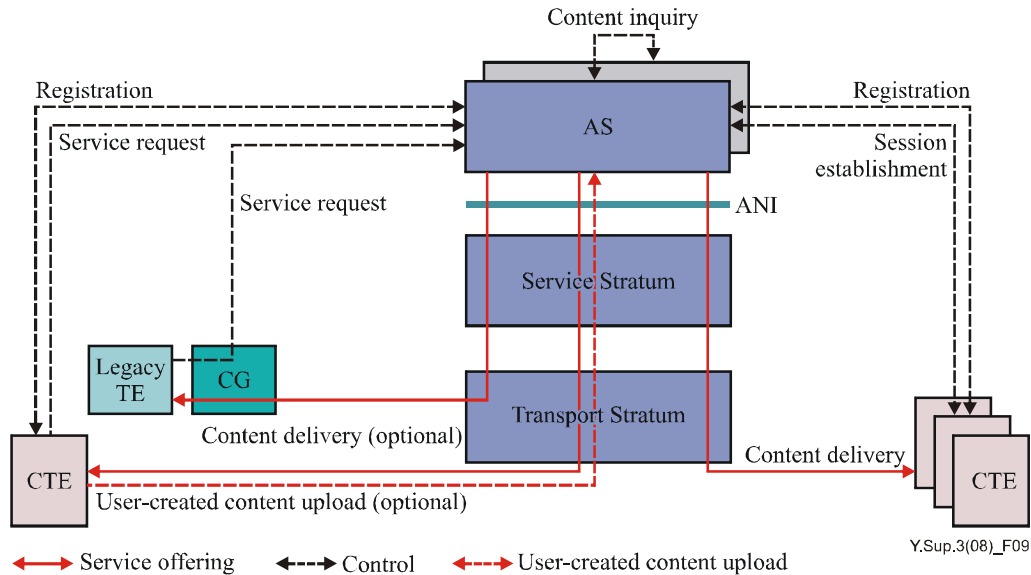 Content inquiry
Registration
Registration
AS
Service request
Session
establishment
Service request
ANI
Service Stratum
Legacy
TE
CG
Transport Stratum
Content delivery (optional)
Content delivery
CTE
User-created content upload (optional)
CTE
Y.Sup.3(08)_F09
Service offering
Control
User-created content upload